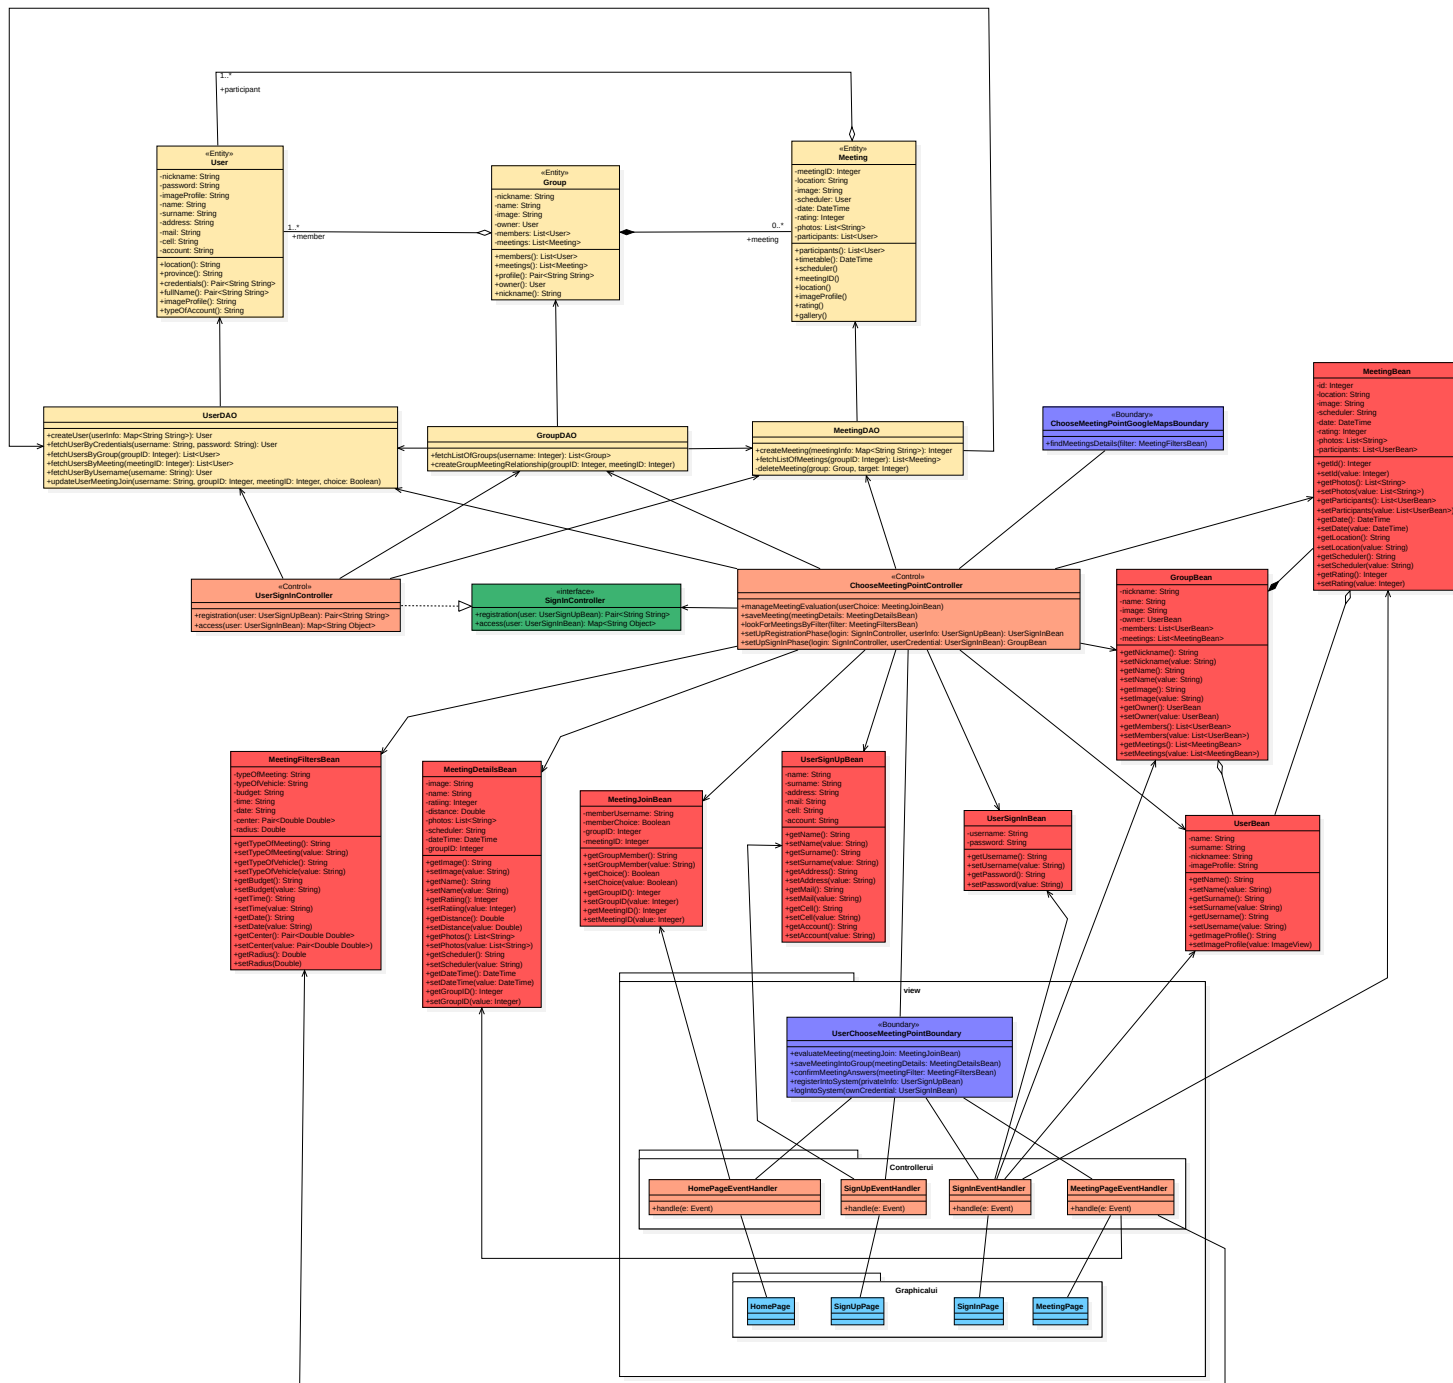 1..*
+participant
«Entity»
User
-nickname: String
-password: String
-imageProfile: String
-name: String
-surname: String
-address: String
-mail: String
-cell: String
-account: String
+location(): String
+province(): String
+credentials(): Pair<String String>
+fullName(): Pair<String String>
+imageProfile(): String
+typeOfAccount(): String
1..*
+member
«Entity»
Group
-nickname: String
-name: String
-image: String
-owner: User
-members: List<User>
-meetings: List<Meeting>
+members(): List<User>
+meetings(): List<Meeting>
+profile(): Pair<String String>
+owner(): User
+nickname(): String
0..*
+meeting
«Entity»
Meeting
-meetingID: Integer
-location: String
-image: String
-scheduler: User
-date: DateTime
-rating: Integer
-photos: List<String>
-participants: List<User>
+participants(): List<User>
+timetable(): DateTime
+scheduler()
+meetingID()
+location()
+imageProfile()
+rating()
+gallery()
UserDAO
+createUser(userInfo: Map<String String>): User
+fetchUserByCredentials(username: String, password: String): User
+fetchUsersByGroup(groupID: Integer): List<User>
+fetchUsersByMeeting(meetingID: Integer): List<User>
+fetchUserByUsername(username: String): User
+updateUserMeetingJoin(username: String, groupID: Integer, meetingID: Integer, choice: Boolean)
GroupDAO
+fetchListOfGroups(username: Integer): List<Group>
+createGroupMeetingRelationship(groupID: Integer, meetingID: Integer)
MeetingDAO
+createMeeting(meetingInfo: Map<String String>): Integer
+fetchListOfMeetings(groupID: Integer): List<Meeting>
-deleteMeeting(group: Group, target: Integer)
«Boundary»
ChooseMeetingPointGoogleMapsBoundary
+findMeetingsDetails(filter: MeetingFiltersBean)
MeetingBean
-id: Integer
-location: String
-image: String
-scheduler: String
-date: DateTime
-rating: Integer
-photos: List<String>
-participants: List<UserBean>
+getId(): Integer
+setId(value: Integer)
+getPhotos(): List<String>
+setPhotos(value: List<String>)
+getParticipants(): List<UserBean>
+setParticipants(value: List<UserBean>)
+getDate(): DateTime
+setDate(value: DateTime)
+getLocation(): String
+setLocation(value: String)
+getScheduler(): String
+setScheduler(value: String)
+getRating(): Integer
+setRating(value: Integer)
«Control»
UserSignInController
+registration(user: UserSignUpBean): Pair<String String>
+access(user: UserSignInBean): Map<String Object>
«interface»
SignInController
+registration(user: UserSignUpBean): Pair<String String>
+access(user: UserSignInBean): Map<String Object>
«Control»
ChooseMeetingPointController
+manageMeetingEvaluation(userChoice: MeetingJoinBean)
+saveMeeting(meetingDetails: MeetingDetailsBean)
+lookForMeetingsByFilter(filter: MeetingFiltersBean)
+setUpRegistrationPhase(login: SignInController, userInfo: UserSignUpBean): UserSignInBean
+setUpSignInPhase(login: SignInController, userCredential: UserSignInBean): GroupBean
GroupBean
-nickname: String
-name: String
-image: String
-owner: UserBean
-members: List<UserBean>
-meetings: List<MeetingBean>
+getNickname(): String
+setNickname(value: String)
+getName(): String
+setName(value: String)
+getImage(): String
+setImage(value: String)
+getOwner(): UserBean
+setOwner(value: UserBean)
+getMembers(): List<UserBean>
+setMembers(value: List<UserBean>)
+getMeetings(): List<MeetingBean>
+setMeetings(value: List<MeetingBean>)
MeetingFiltersBean
-typeOfMeeting: String
-typeOfVehicle: String
-budget: String
-time: String
-date: String
-center: Pair<Double Double>
-radius: Double
+getTypeOfMeeting(): String
+setTypeOfMeeting(value: String)
+getTypeOfVehicle(): String
+setTypeOfVehicle(value: String)
+getBudget(): String
+setBudget(value: String)
+getTime(): String
+setTime(value: String)
+getDate(): String
+setDate(value: String)
+getCenter(): Pair<Double Double>
+setCenter(value: Pair<Double Double>)
+getRadius(): Double
+setRadius(Double)
MeetingDetailsBean
-image: String
-name: String
-ratiing: Integer
-distance: Double
-photos: List<String>
-scheduler: String
-dateTime: DateTime
-groupID: Integer
+getImage(): String
+setImage(value: String)
+getName(): String
+setName(value: String)
+getRatiing(): Integer
+setRatiing(value: Integer)
+getDistance(): Double
+setDistance(value: Double)
+getPhotos(): List<String>
+setPhotos(value: List<String>)
+getScheduler(): String
+setScheduler(value: String)
+getDateTime(): DateTime
+setDateTime(value: DateTime)
+getGroupID(): Integer
+setGroupID(value: Integer)
MeetingJoinBean
-memberUsername: String
-memberChoice: Boolean
-groupID: Integer
-meetingID: Integer
+getGroupMember(): String
+setGroupMember(value: String)
+getChoice(): Boolean
+setChoice(value: Boolean)
+getGroupID(): Integer
+setGroupID(value: Integer)
+getMeetingID(): Integer
+setMeetingID(value: Integer)
UserSignUpBean
-name: String
-surname: String
-address: String
-mail: String
-cell: String
-account: String
+getName(): String
+setName(value: String)
+getSurname(): String
+setSurname(value: String)
+getAddress(): String
+setAddress(value: String)
+getMail(): String
+setMail(value: String)
+getCell(): String
+setCell(value: String)
+getAccount(): String
+setAccount(value: String)
UserSignInBean
-username: String
-password: String
+getUsername(): String
+setUsername(value: String)
+getPassword(): String
+setPassword(value: String)
UserBean
-name: String
-surname: String
-nicknamee: String
-imageProfile: String
+getName(): String
+setName(value: String)
+getSurname(): String
+setSurname(value: String)
+getUsername(): String
+setUsername(value: String)
+getImageProfile(): String
+setImageProfile(value: ImageView)
view
«Boundary»
UserChooseMeetingPointBoundary
+evaluateMeeting(meetingJoin: MeetingJoinBean)
+saveMeetingIntoGroup(meetingDetails: MeetingDetailsBean)
+confirmMeetingAnswers(meetingFilter: MeetingFiltersBean)
+registerIntoSystem(privateInfo: UserSignUpBean)
+logIntoSystem(ownCredential: UserSignInBean)
Controllerui
HomePageEventHandler
+handle(e: Event)
SignUpEventHandler
+handle(e: Event)
SignInEventHandler
+handle(e: Event)
MeetingPageEventHandler
+handle(e: Event)
Graphicalui
HomePage
SignUpPage
SignInPage
MeetingPage